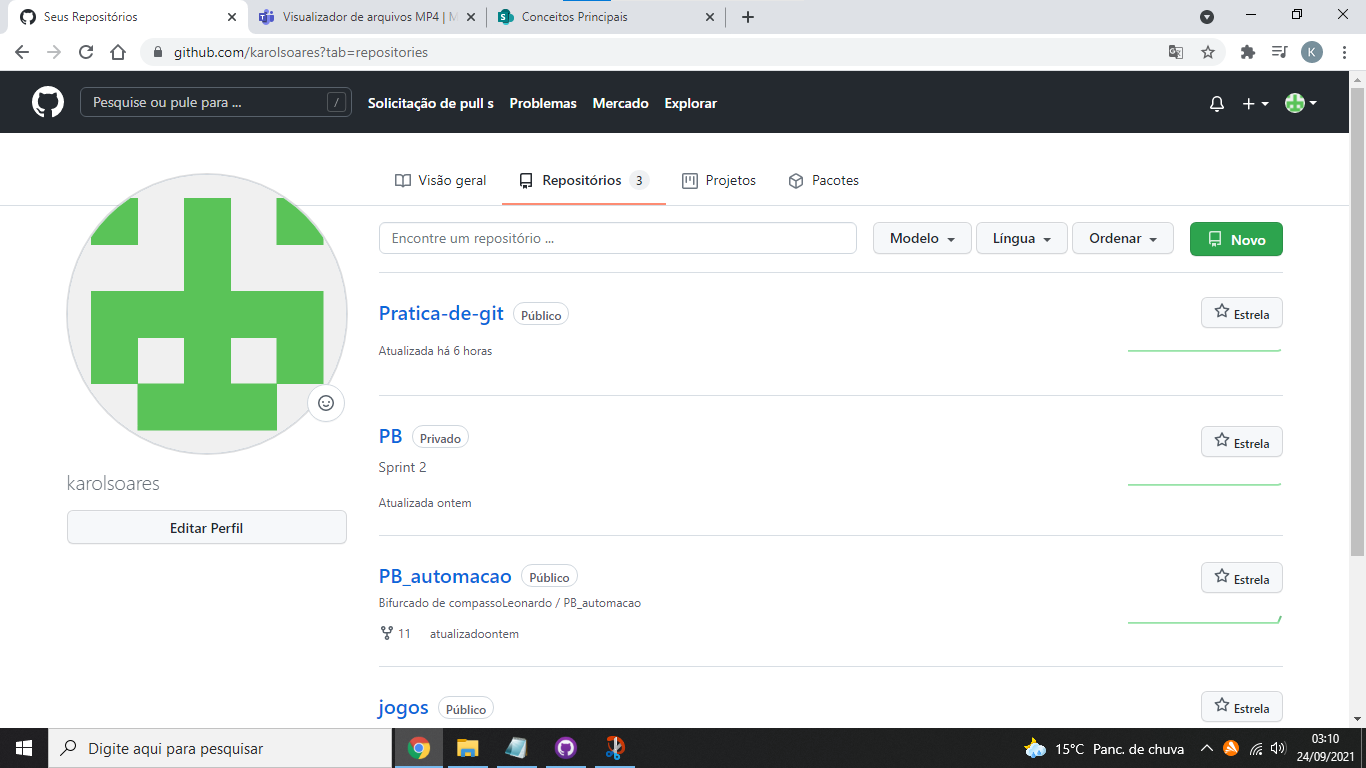 Seus Repositórios
Visualizador de arquivos MP4 | M
Conceitos Principais
github.com/karolsoares?tab=repositories
K
Pesquise ou pule para ...
/
Solicitação de pull s
Problemas
Mercado
Explorar
Visão geral
Repositórios 3
Projetos
Pacotes
Encontre um repositório ...
Modelo
Língua
Ordenar
Novo
Pratica-de-git Público
Estrela
Atualizada há 6 horas
PB Privado
Estrela
Sprint 2
Atualizada ontem
karolsoares
Editar Perfil
PB_automacao Público
Estrela
Bifurcado de compassoLeonardo / PB_automacao
11 atualizadoontem
jogos Público
Estrela
Digite aqui para pesquisar
15°C Panc. de chuva
03:10
24/09/2021